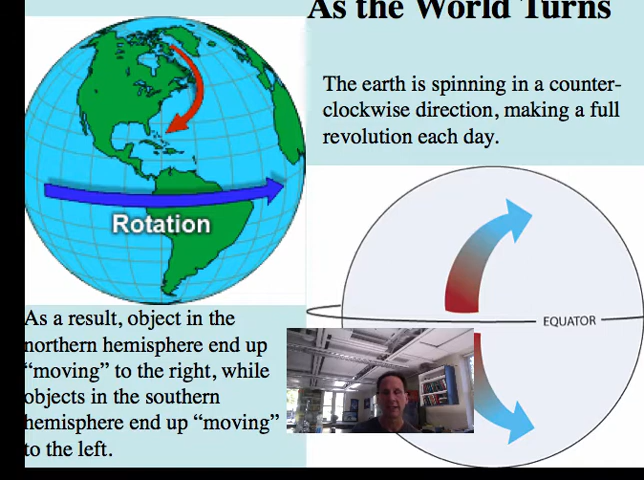 As the World Turns
The earth is spinning in a counter-
clockwise direction, making a full
revolution each day.
Rotation
EQUATOR
As a result, object in the
northern hemisphere end up
“moving” to the right, while
objects in the southern
hemisphere end up “moving”
to the left.